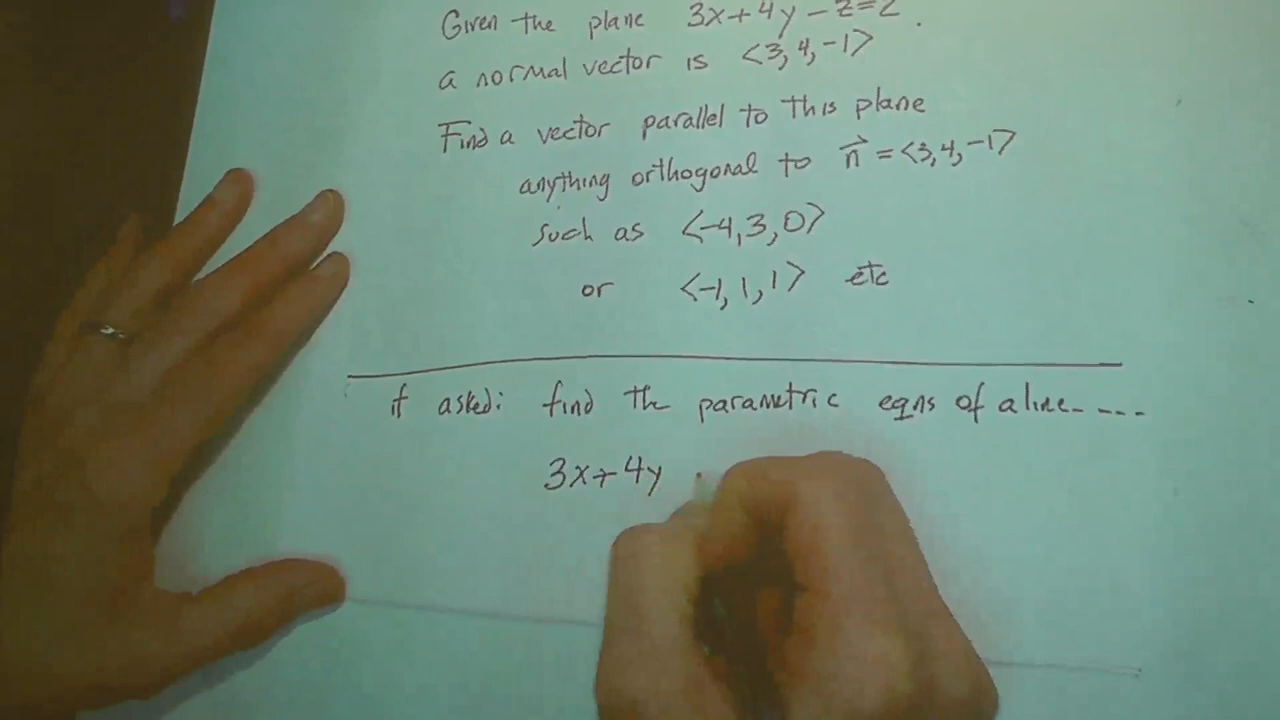 Given the plane 3x+4y-z=2.
a normal vector is <3,4,-1>
Find a vector parallel to this plane
anything orthogonal to n⃗ = <3,4,-1>
such as <-4,3,0>
or <-1,1,1> etc
if asked: find the parametric eqns of a line-----
3x+4y